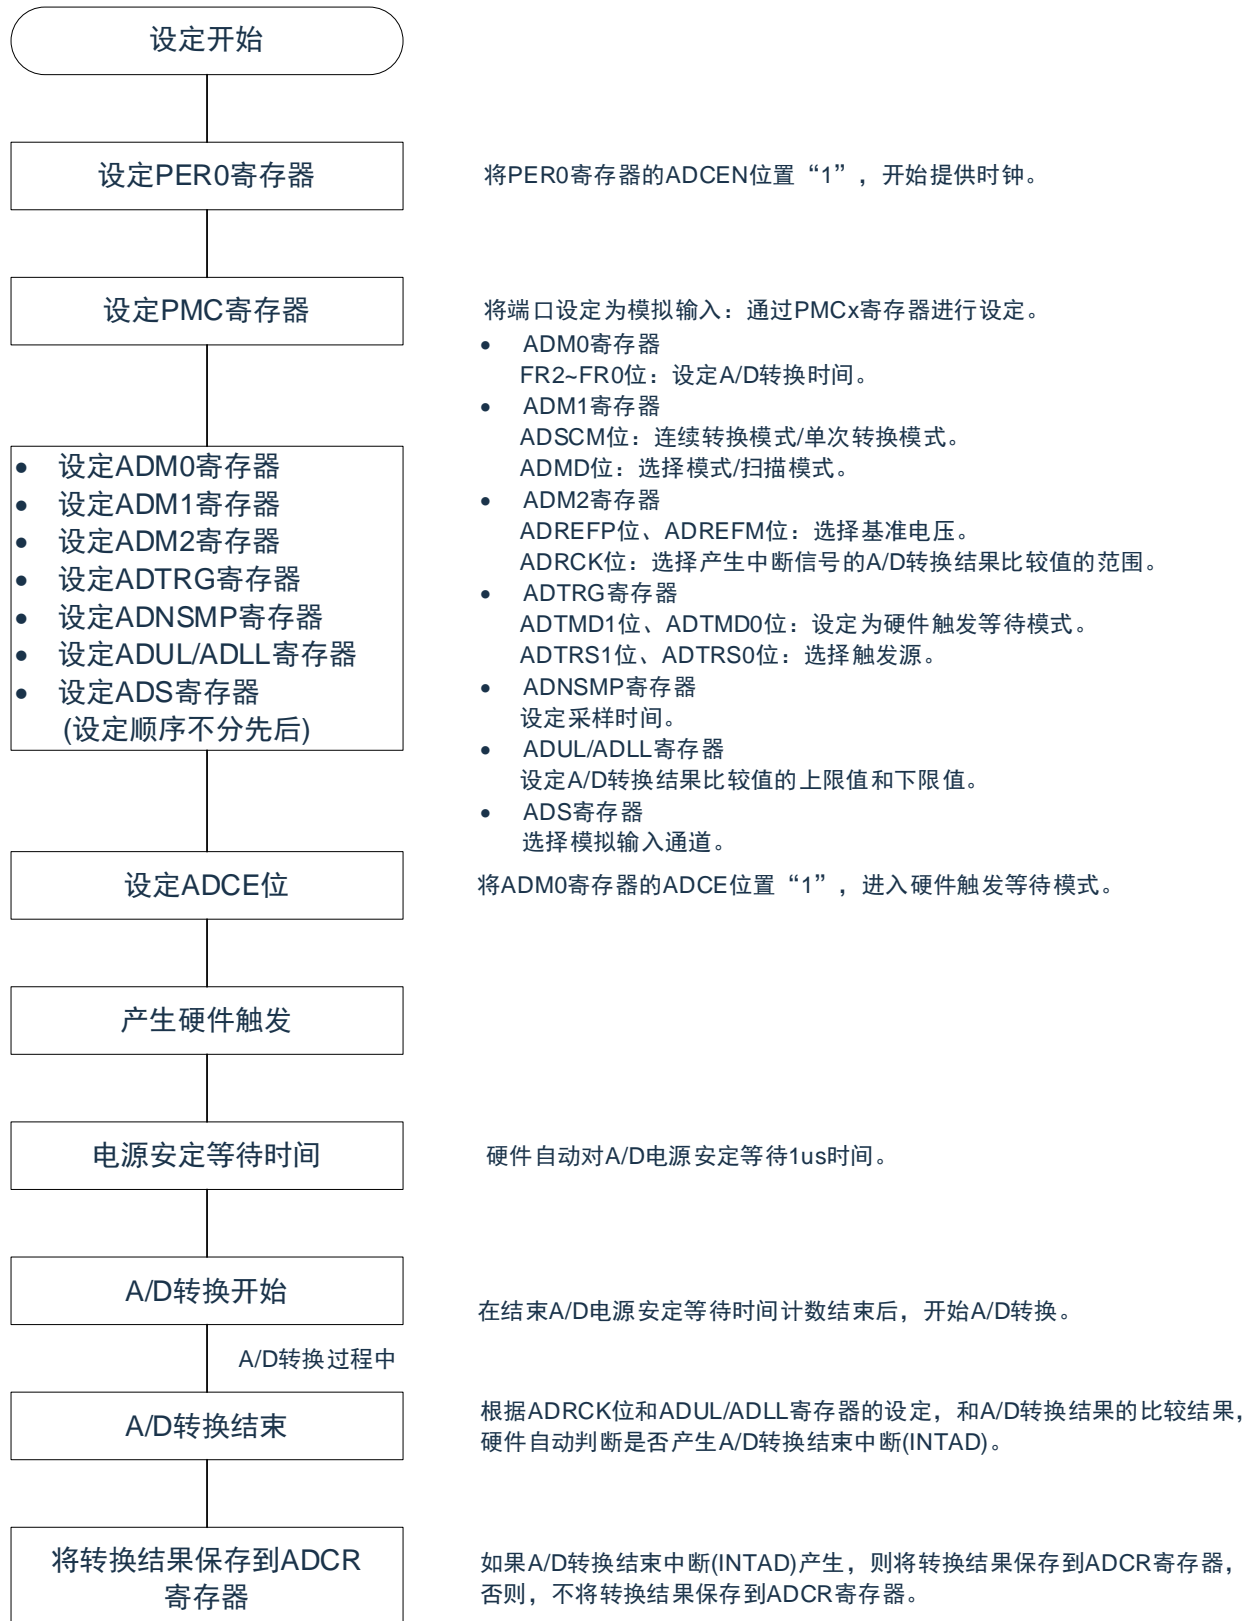 设定开始
设定PER0寄存器
将PER0寄存器的ADCEN位置“1”，开始提供时钟。
设定PMC寄存器
将端口设定为模拟输入：通过PMCx寄存器进行设定。
• 设定ADM0寄存器
• 设定ADM1寄存器
• 设定ADM2寄存器
• 设定ADTRG寄存器
• 设定ADNSMP寄存器
• 设定ADUL/ADLL寄存器
• 设定ADS寄存器
(设定顺序不分先后)
• ADM0寄存器
FR2~FR0位：设定A/D转换时间。
• ADM1寄存器
ADSCM位：连续转换模式/单次转换模式。
ADMD位：选择模式/扫描模式。
• ADM2寄存器
ADREFP位、ADREFM位：选择基准电压。
ADRCK位：选择产生中断信号的A/D转换结果比较值的范围。
• ADTRG寄存器
ADTMD1位、ADTMD0位：设定为硬件触发等待模式。
ADTRS1位、ADTRS0位：选择触发源。
• ADNSMP寄存器
设定采样时间。
• ADUL/ADLL寄存器
设定A/D转换结果比较值的上限值和下限值。
• ADS寄存器
选择模拟输入通道。
设定ADCE位
将ADM0寄存器的ADCE位置“1”，进入硬件触发等待模式。
产生硬件触发
电源安定等待时间
硬件自动对A/D电源安定等待1us时间。
A/D转换开始
在结束A/D电源安定等待时间计数结束后，开始A/D转换。
A/D转换过程中
A/D转换结束
根据ADRCK位和ADUL/ADLL寄存器的设定，和A/D转换结果的比较结果，
硬件自动判断是否产生A/D转换结束中断(INTAD)。
将转换结果保存到ADCR
寄存器
如果A/D转换结束中断(INTAD)产生，则将转换结果保存到ADCR寄存器，
否则，不将转换结果保存到ADCR寄存器。